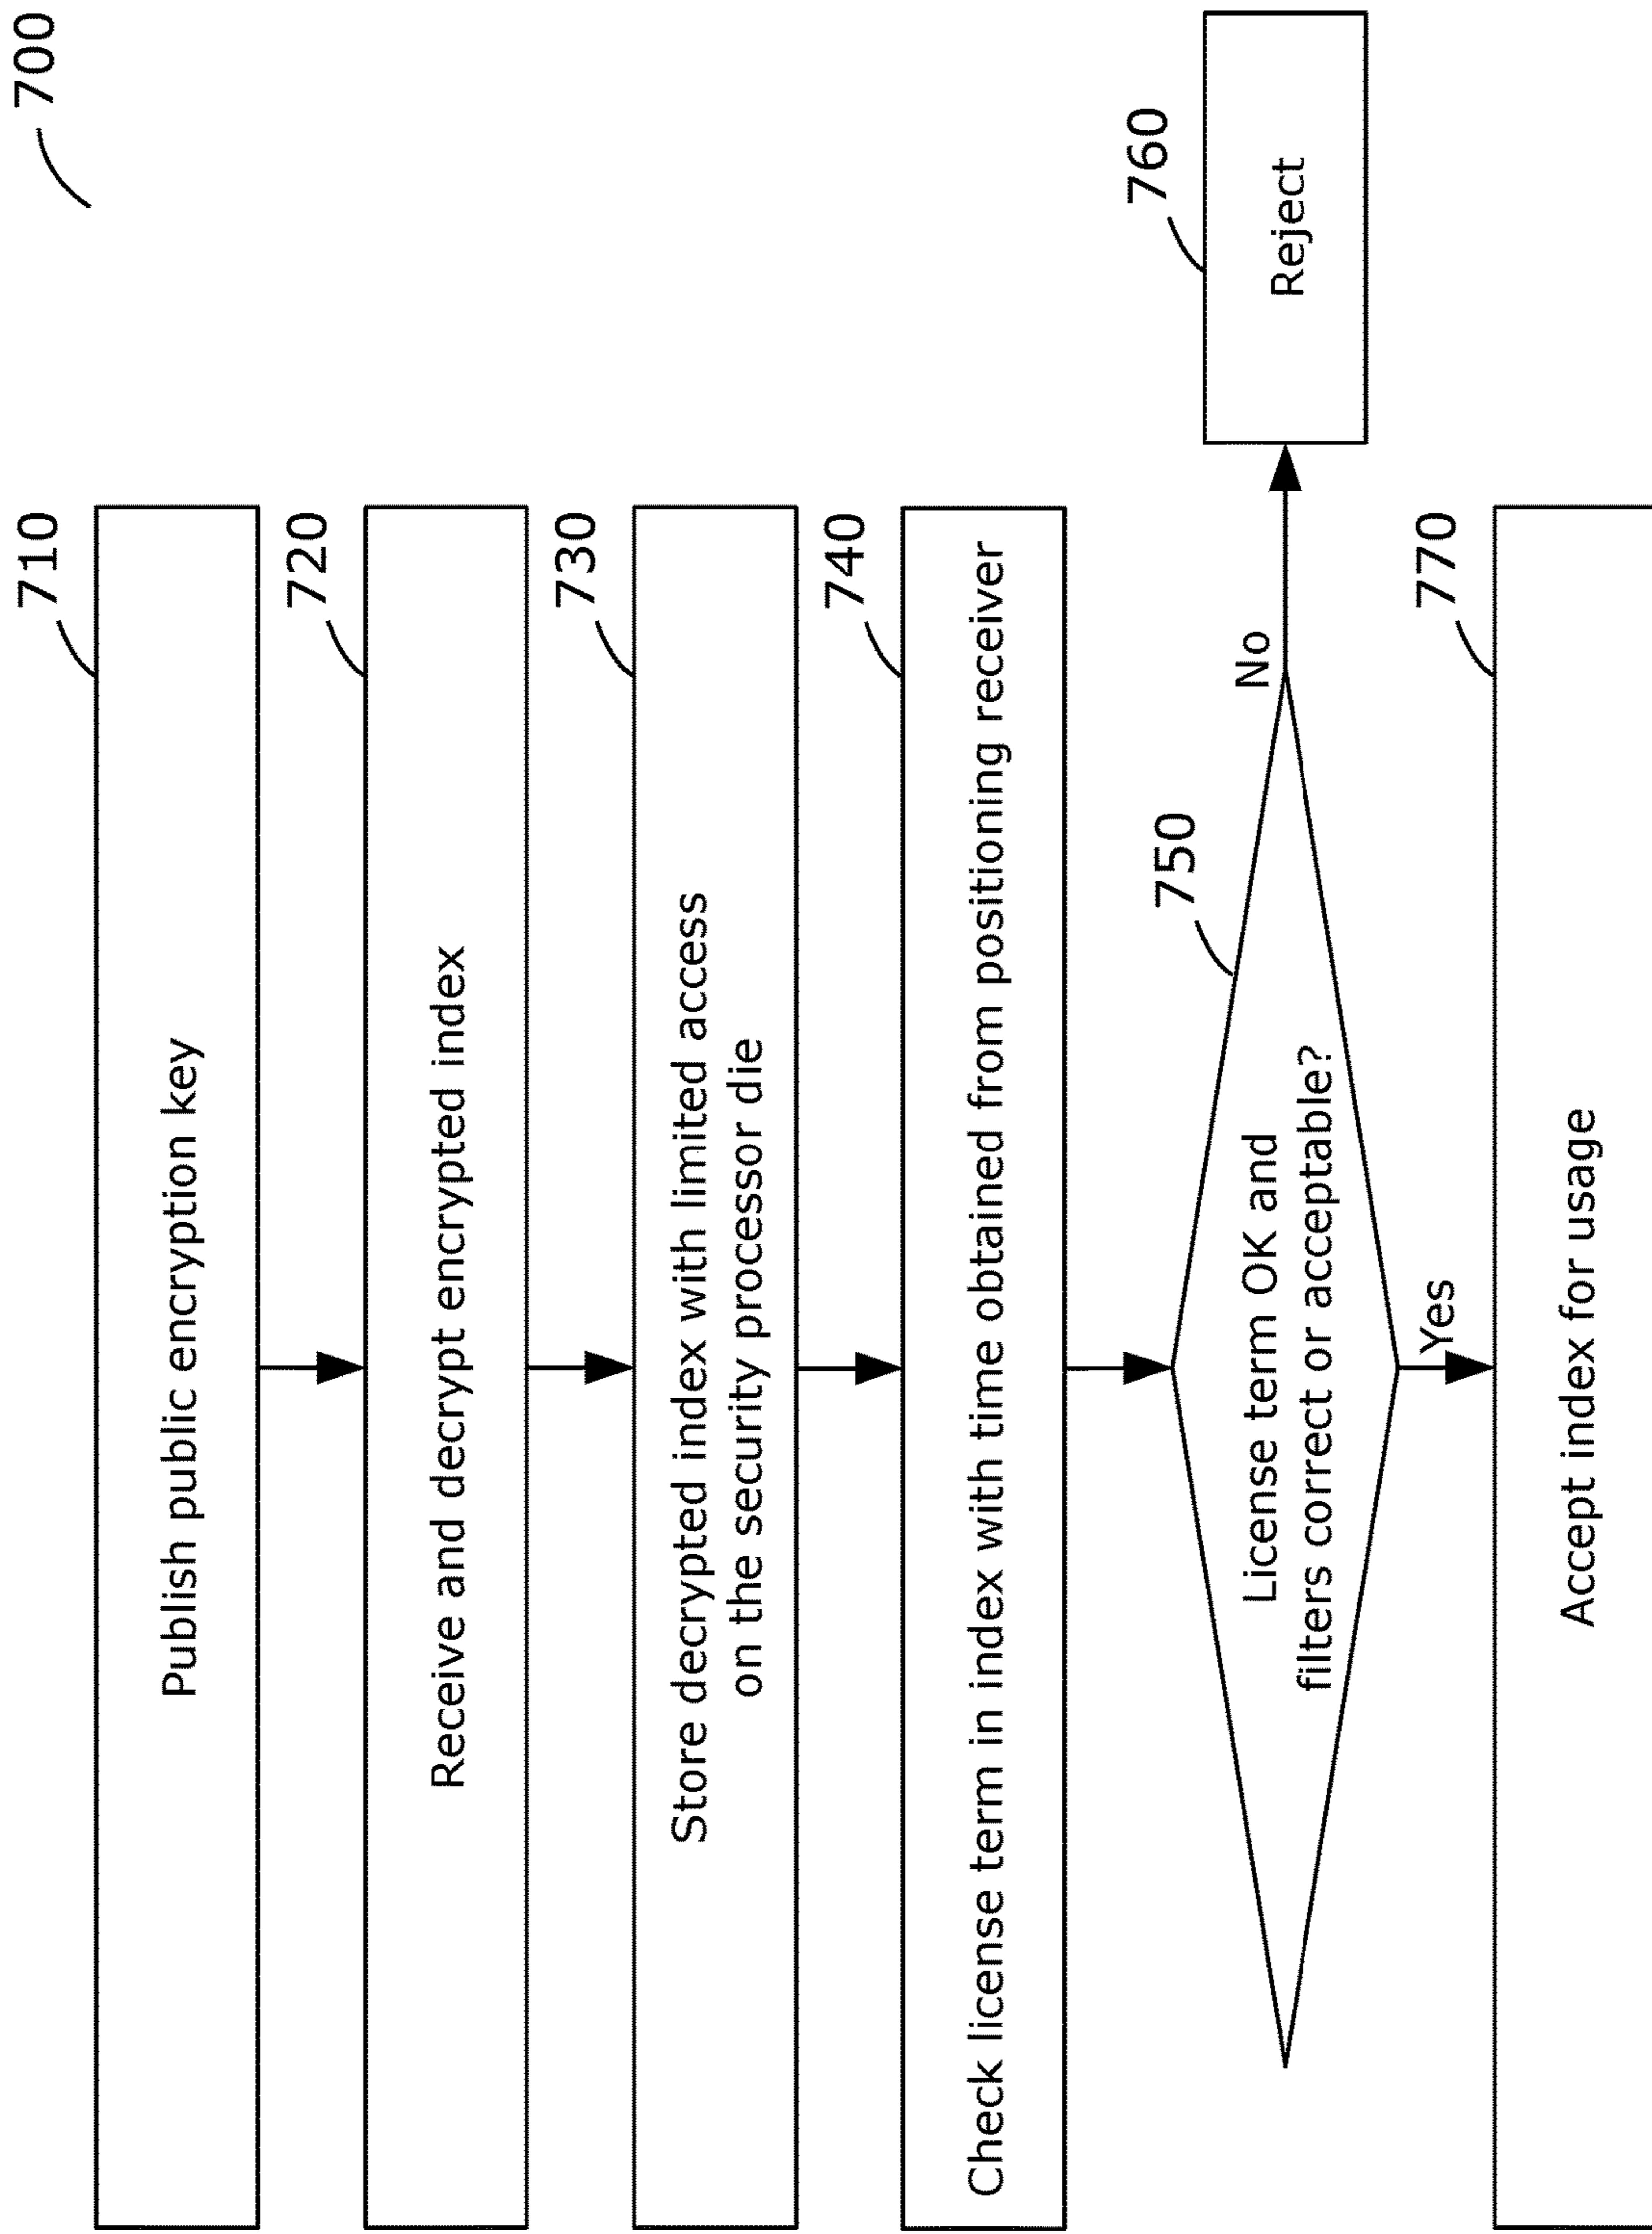 700
710
Publish public encryption key
720
Receive and decrypt encrypted index
730
Store decrypted index with limited access
on the security processor die
740
Check license term in index with time obtained from positioning receiver
750
License term OK and
filters correct or acceptable?
No
760
Reject
Yes
770
Accept index for usage